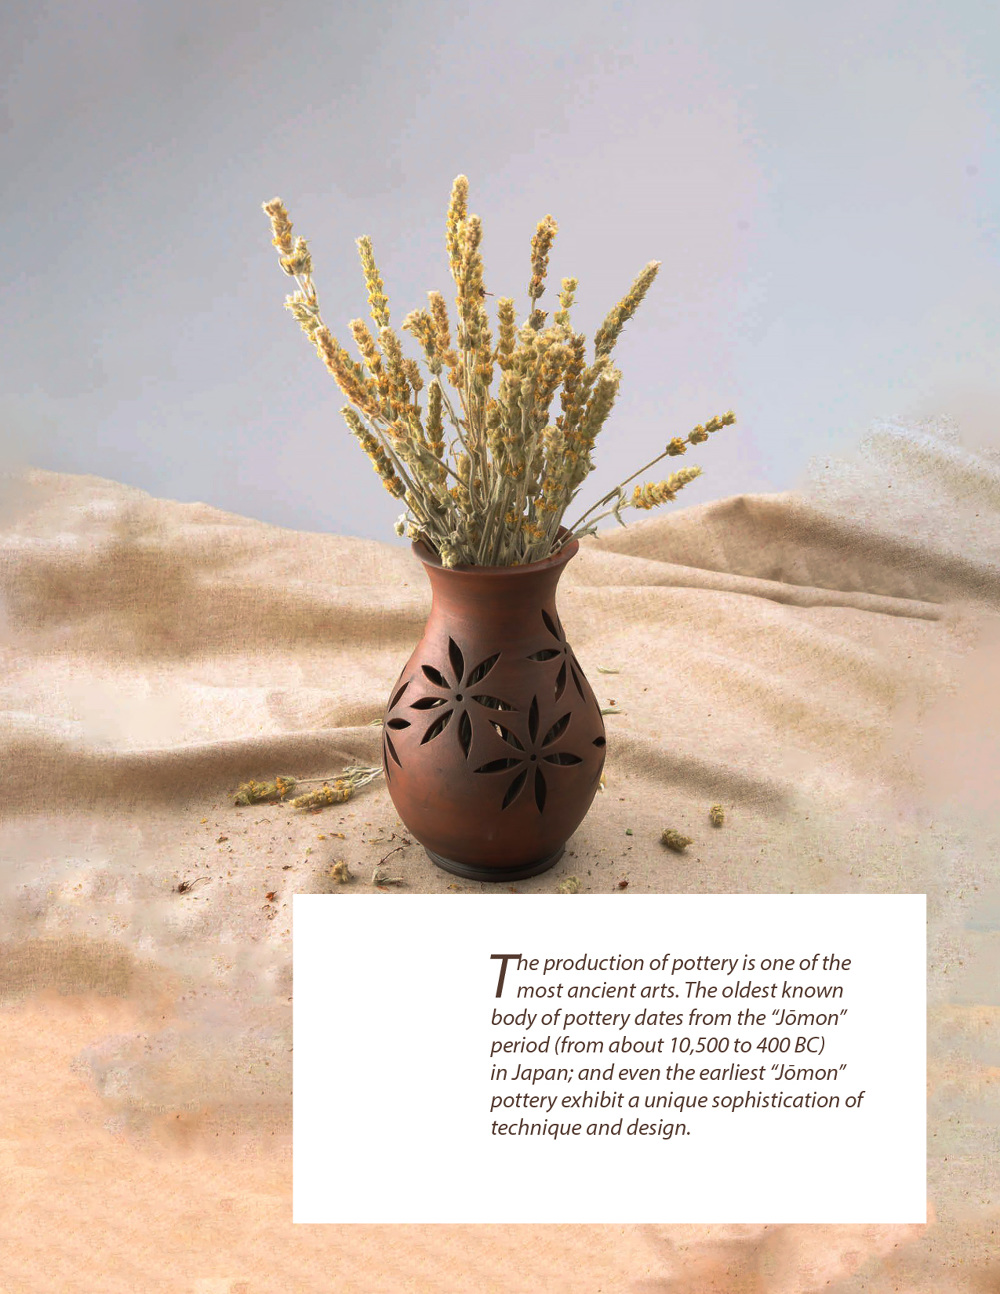 The production of pottery is one of the
most ancient arts. The oldest known
body of pottery dates from the “Jōmon”
period (from about 10,500 to 400 BC)
in Japan; and even the earliest “Jōmon”
pottery exhibit a unique sophistication of
technique and design.